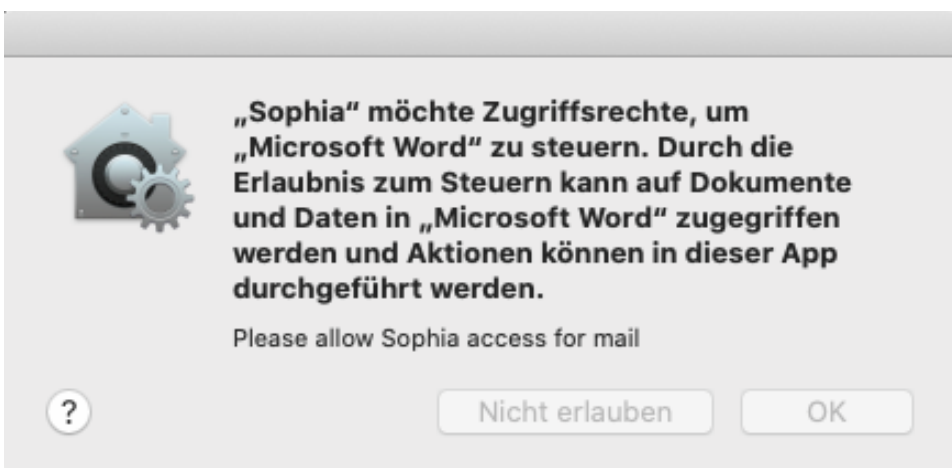 „Sophia“ möchte Zugriffsrechte, um
„Microsoft Word“ zu steuern. Durch die
Erlaubnis zum Steuern kann auf Dokumente
und Daten in „Microsoft Word“ zugegriffen
werden und Aktionen können in dieser App
durchgeführt werden.
Please allow Sophia access for mail
?
Nicht erlauben
OK